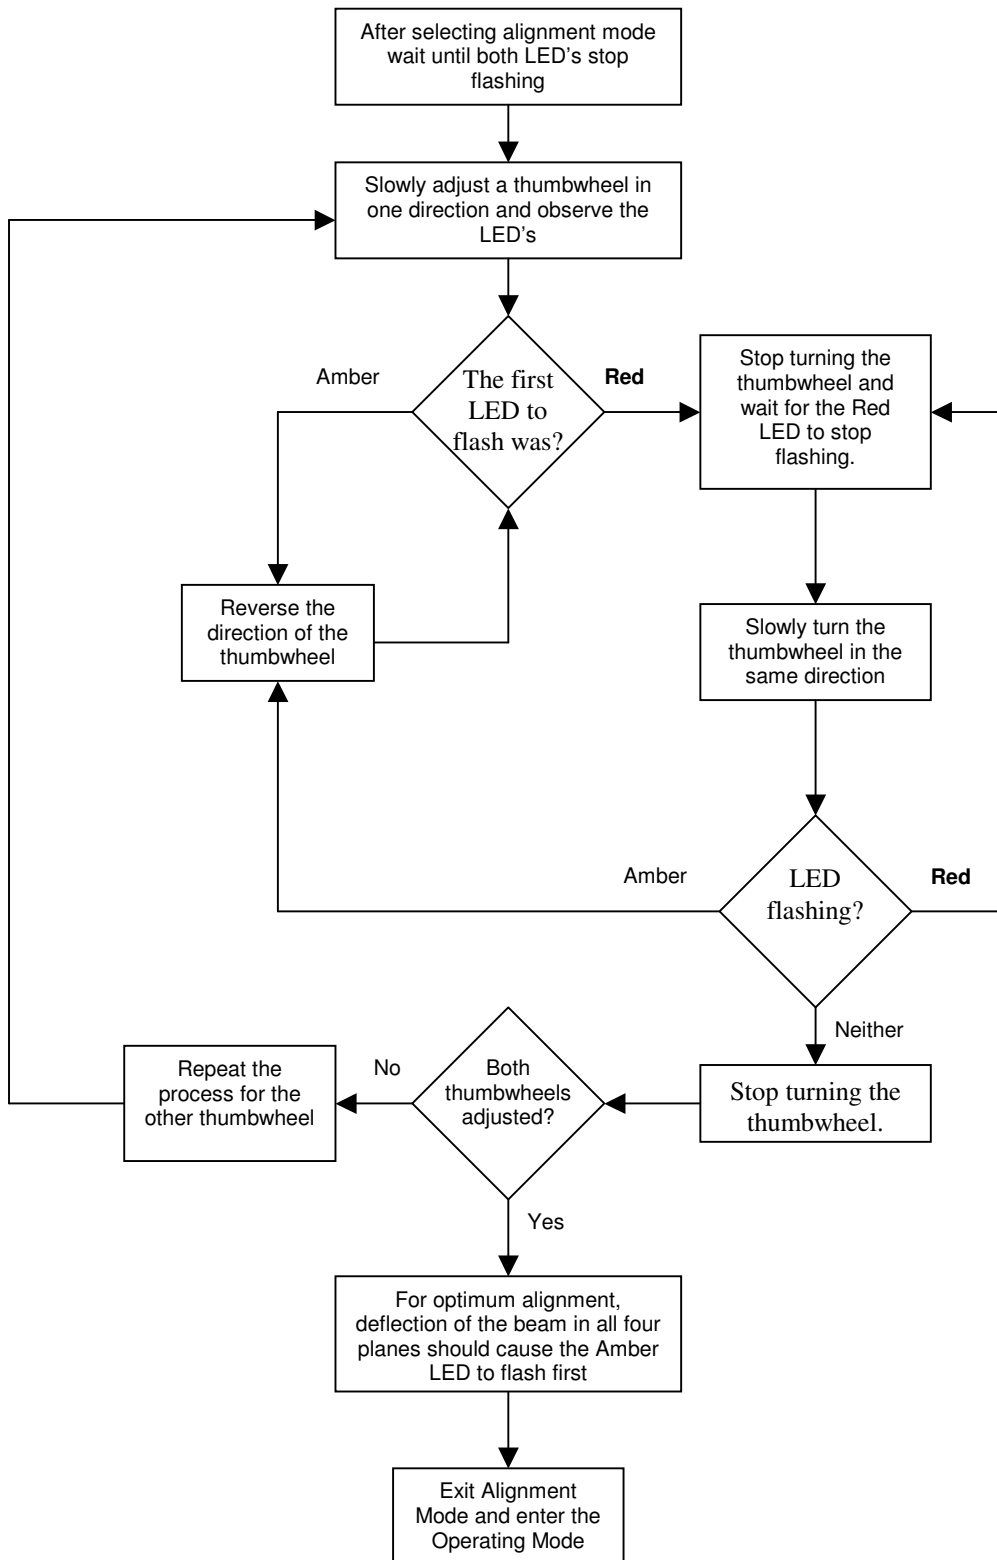 After selecting alignment mode
wait until both LED's stop
flashing
Slowly adjust a thumbwheel in
one direction and observe the
LED's
Amber
The first
LED to
flash was?
Red
Stop turning the
thumbwheel and
wait for the Red
LED to stop
flashing.
Reverse the
direction of the
thumbwheel
Slowly turn the
thumbwheel in the
same direction
Amber
LED
flashing?
Red
Neither
Repeat the
process for the
other thumbwheel
No
Both
thumbwheels
adjusted?
Stop turning the
thumbwheel.
Yes
For optimum alignment,
deflection of the beam in all four
planes should cause the Amber
LED to flash first
Exit Alignment
Mode and enter the
Operating Mode